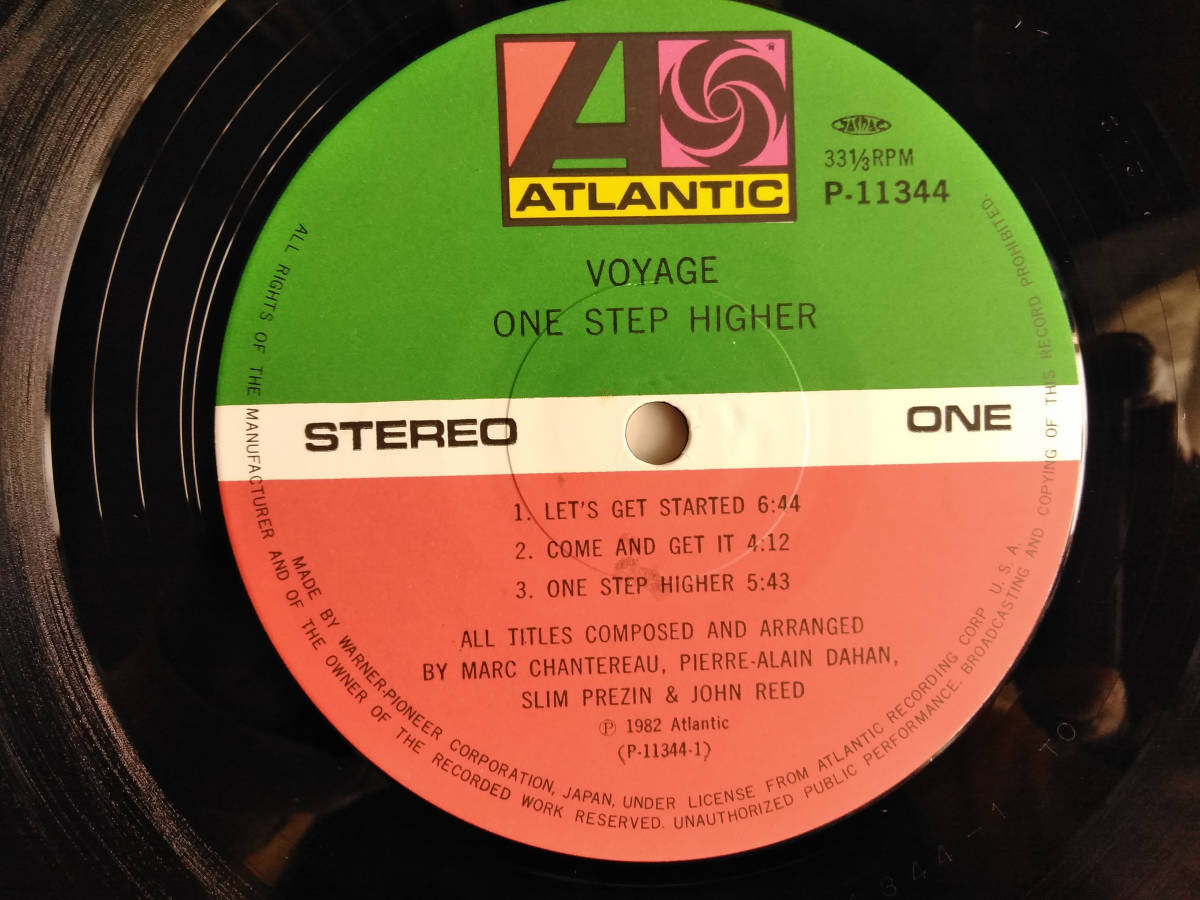 ATLANTIC
JASRAC
33 1/3 RPM
P-11344
VOYAGE
ONE STEP HIGHER
STEREO
ONE
1. LET'S GET STARTED 6:44
2. COME AND GET IT 4:12
3. ONE STEP HIGHER 5:43
ALL TITLES COMPOSED AND ARRANGED
BY MARC CHANTEREAU, PIERRE-ALAIN DAHAN,
SLIM PREZIN & JOHN REED
Ⓟ 1982 Atlantic
(P-11344-1)
MADE BY WARNER-PIONEER CORPORATION, JAPAN, UNDER LICENSE FROM ATLANTIC RECORDING CORP. U. S. A.
ALL RIGHTS OF THE MANUFACTURER AND OF THE OWNER OF THE RECORDED WORK RESERVED. UNAUTHORIZED PUBLIC PERFORMANCE, BROADCASTING AND COPYING OF THIS RECORD PROHIBITED.